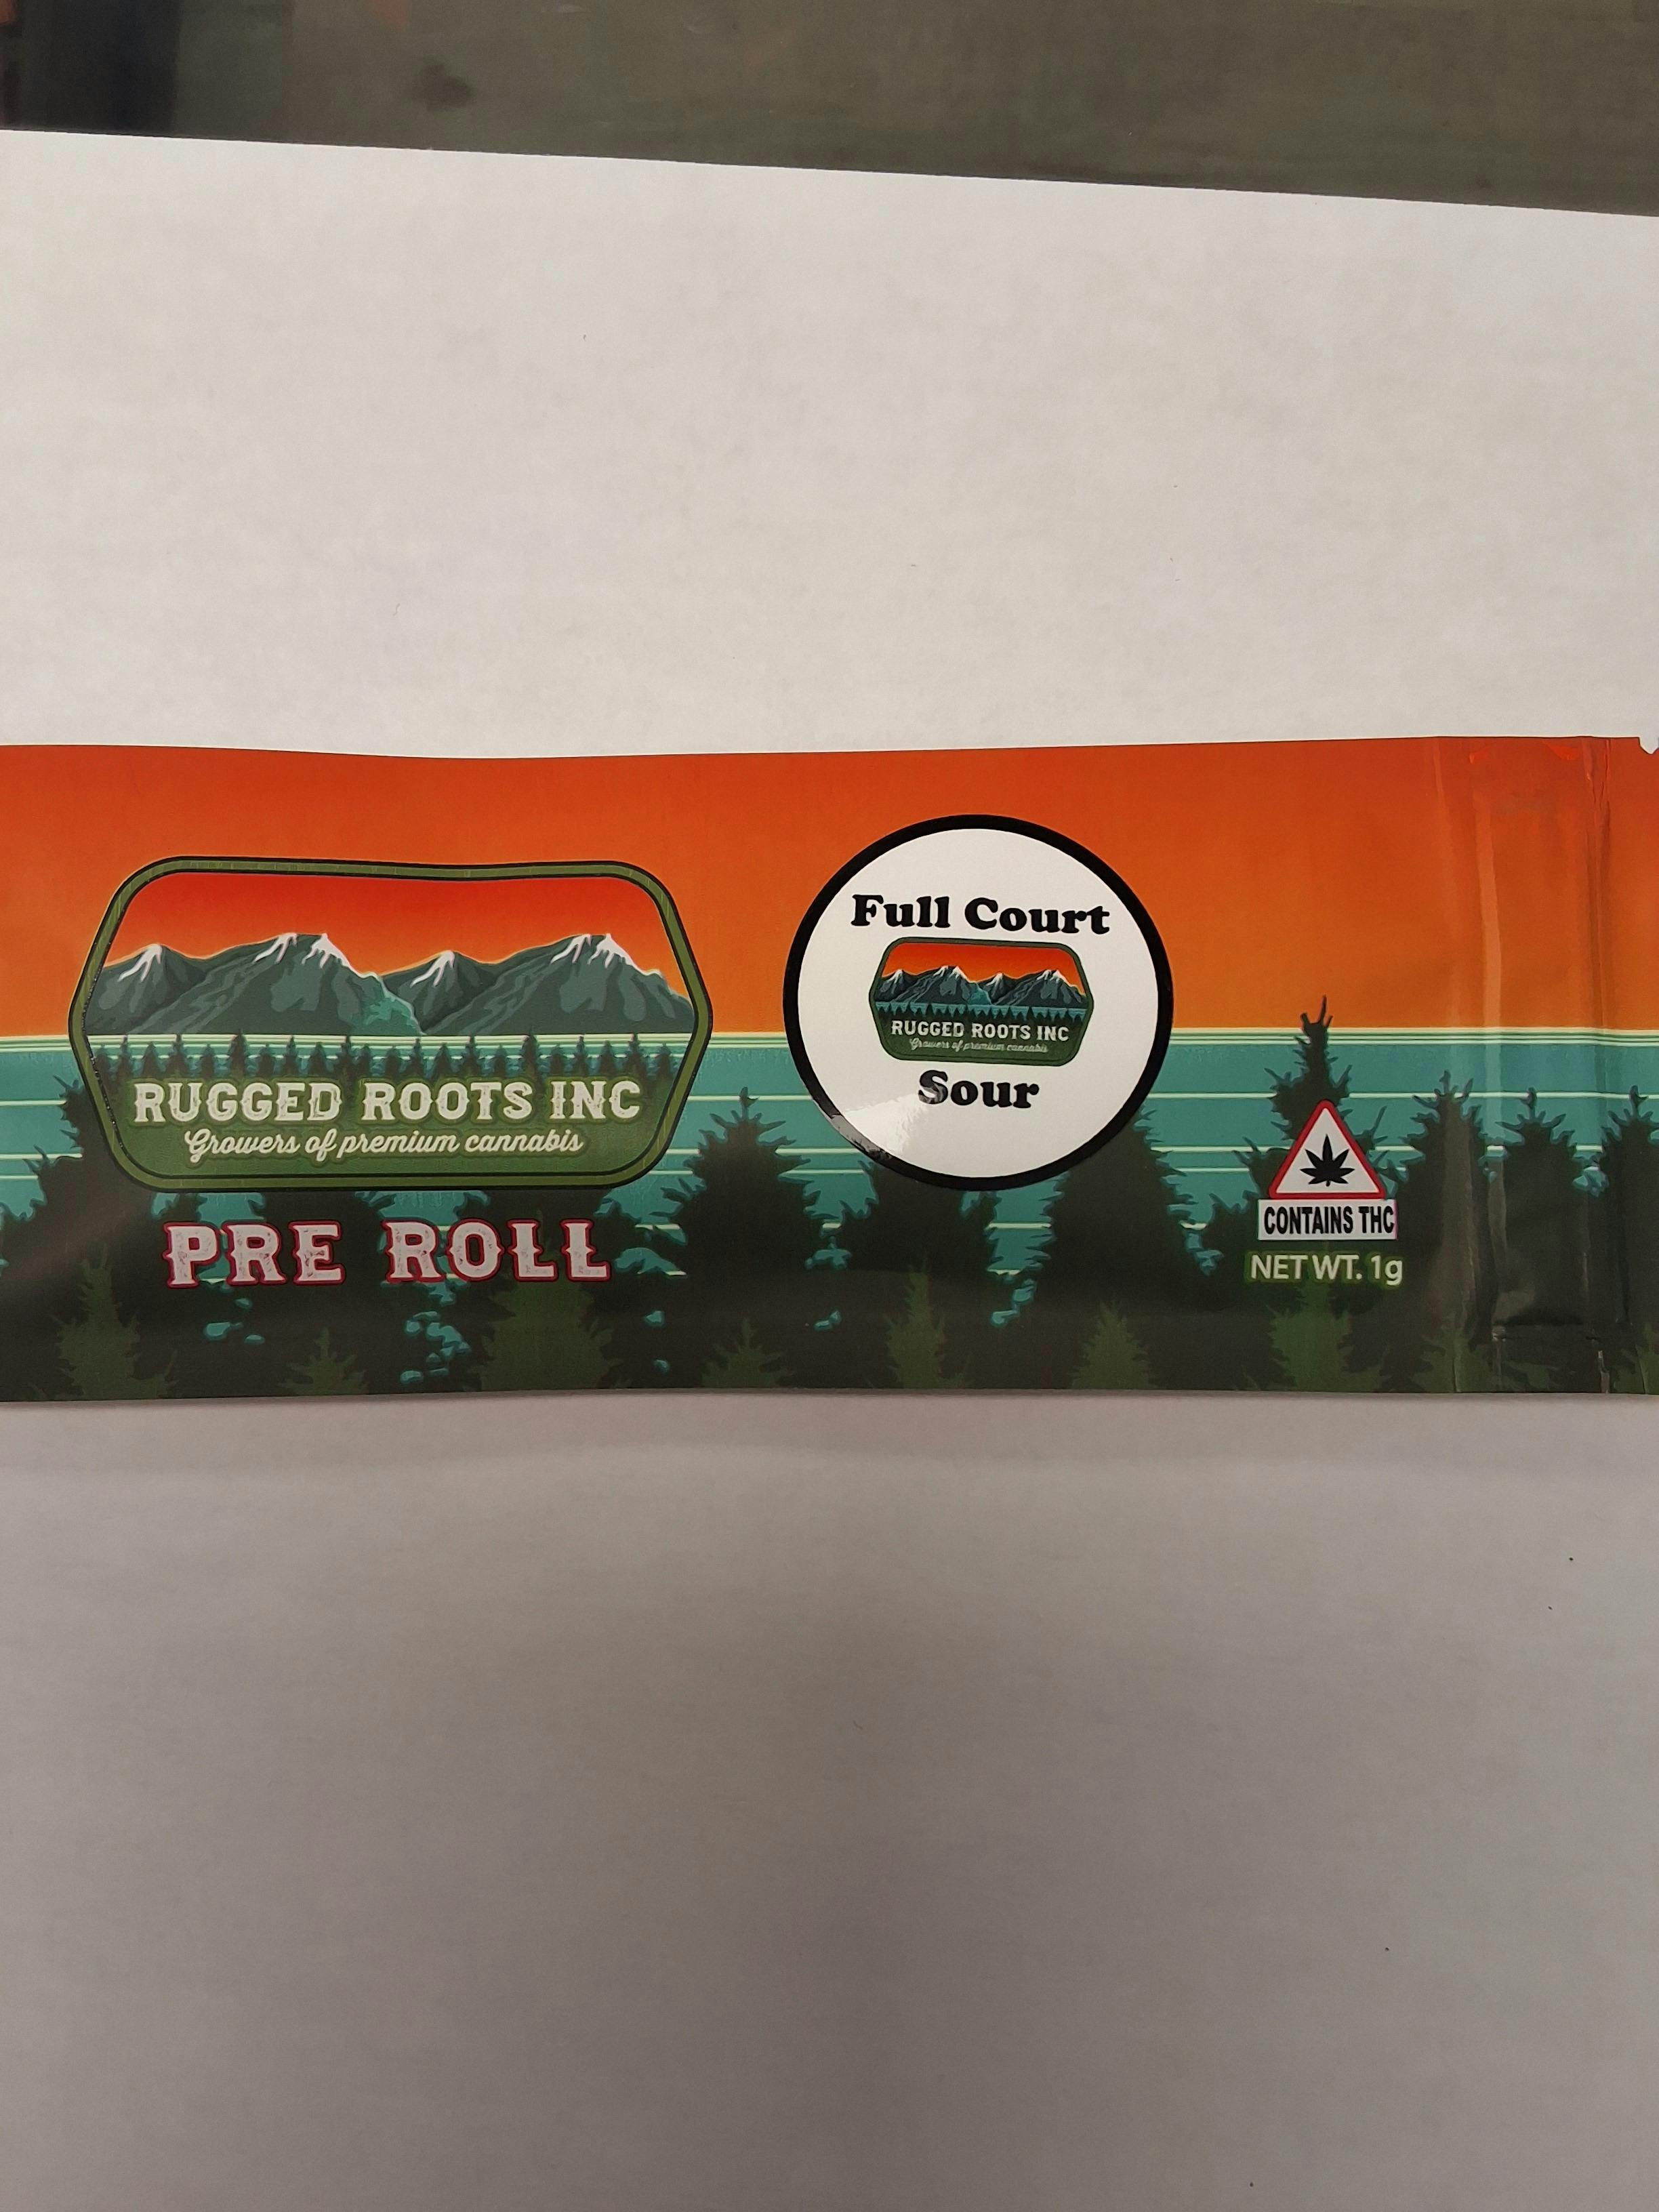 RUGGED ROOTS INC
Growers of premium cannabis
PRE ROLL
Full Court
RUGGED ROOTS INC
Growers of premium cannabis
Sour
CONTAINS THC
NET WT. 1g